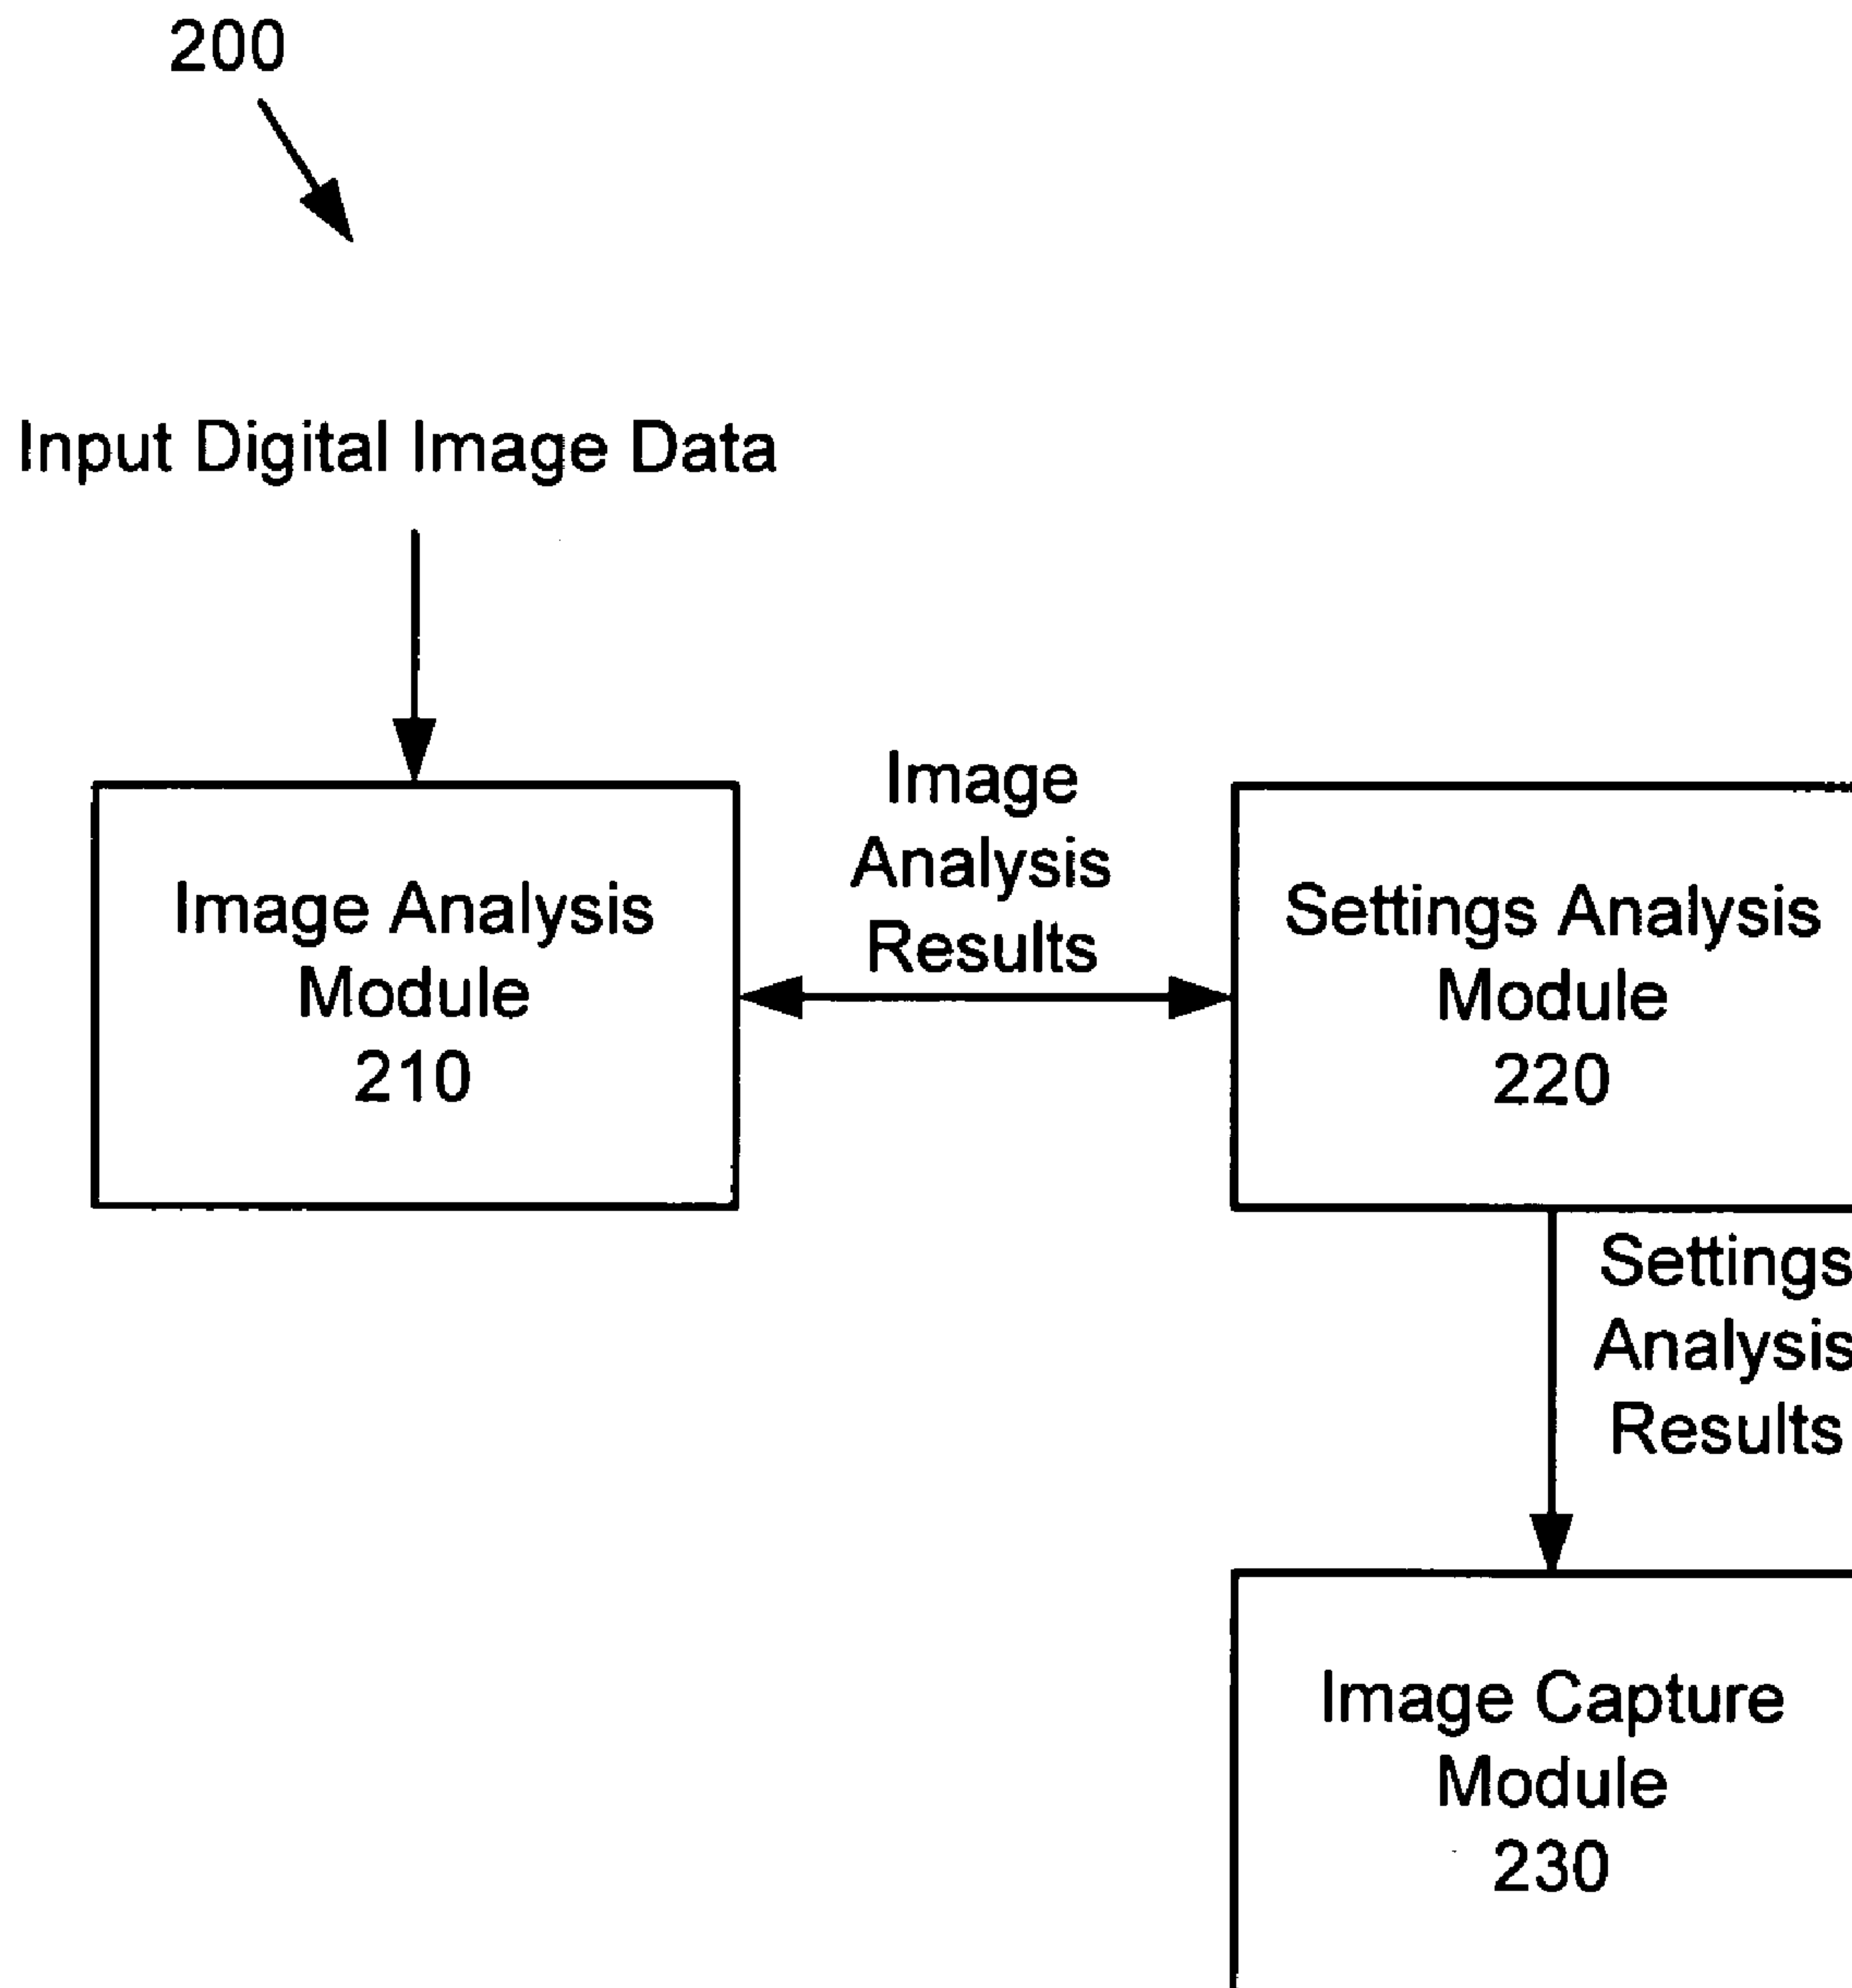 200
Input Digital Image Data
Image
Analysis
Results
Image Analysis
Module
210
Settings Analysis
Module
220
Settings
Analysis
Results
Image Capture
Module
230